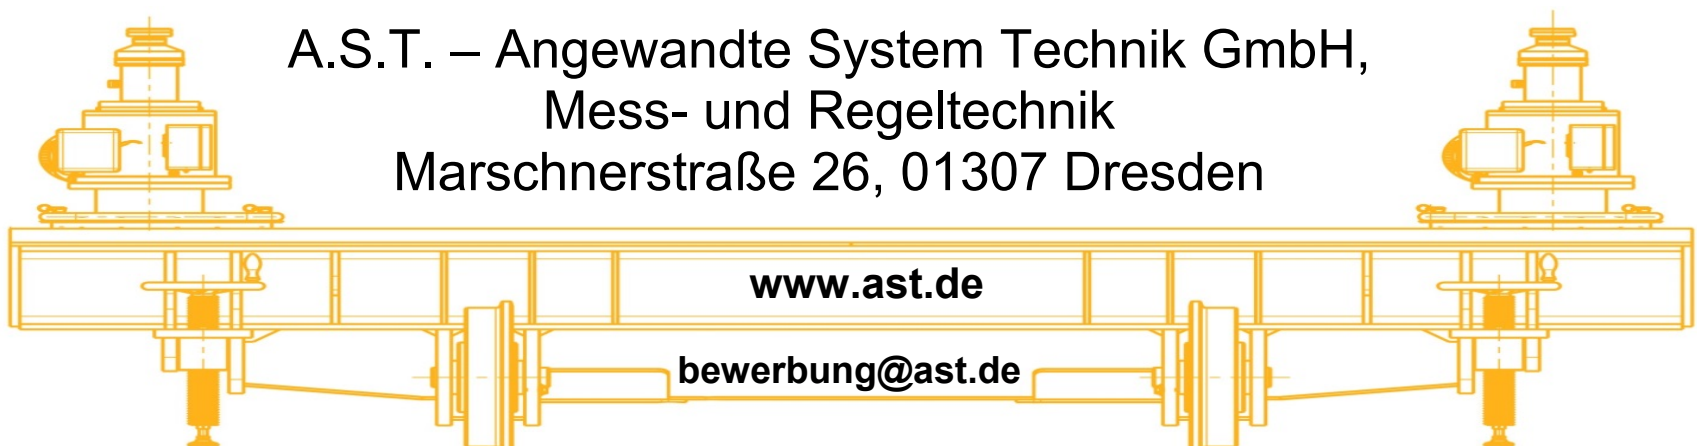 A.S.T. – Angewandte System Technik GmbH,
Mess- und Regeltechnik
Marschnerstraße 26, 01307 Dresden
www.ast.de
bewerbung@ast.de